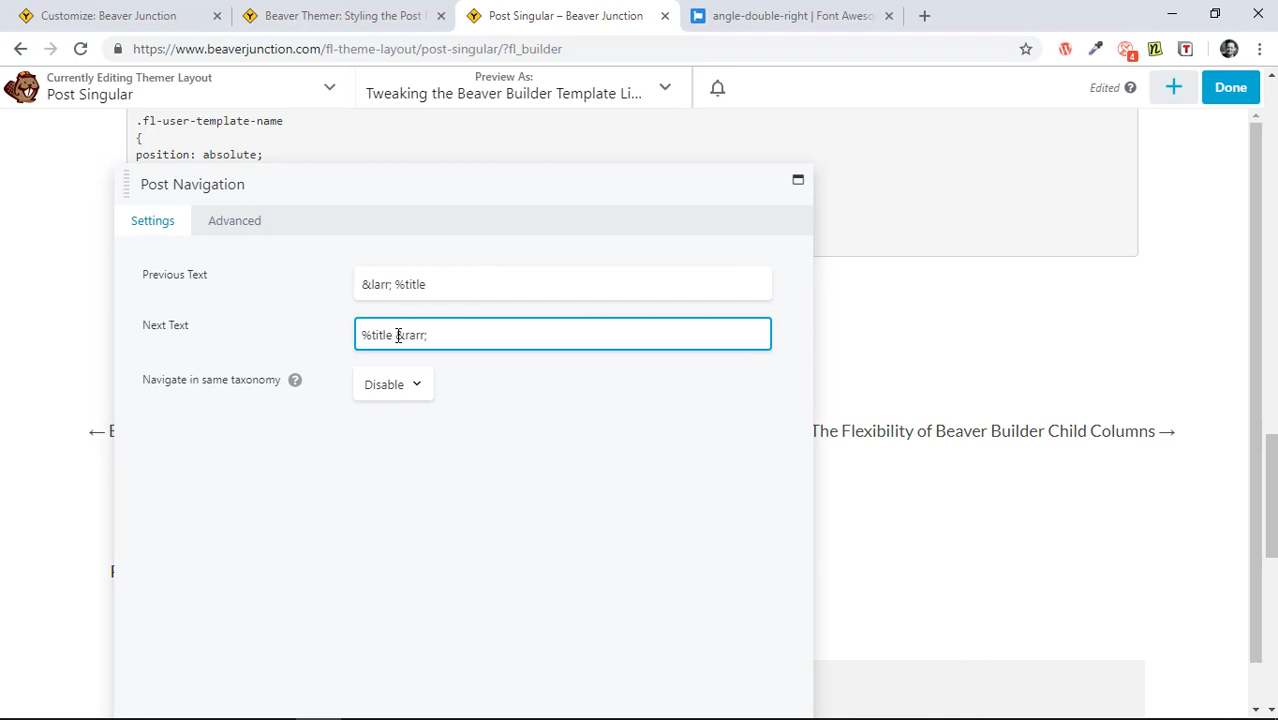 Customize: Beaver Junction
Beaver Themer: Styling the Post
Post Singular – Beaver Junction
angle-double-right | Font Aweso
https://www.beaverjunction.com/fl-theme-layout/post-singular/?fl_builder
4
Currently Editing Themer Layout
Post Singular
Preview As:
Tweaking the Beaver Builder Template Li...
Edited
Done
.fl-user-template-name
{
position: absolute;
Post Navigation
Settings
Advanced
Previous Text
&larr; %title
Next Text
%title &rarr;
Navigate in same taxonomy
Disable
←
The Flexibility of Beaver Builder Child Columns →